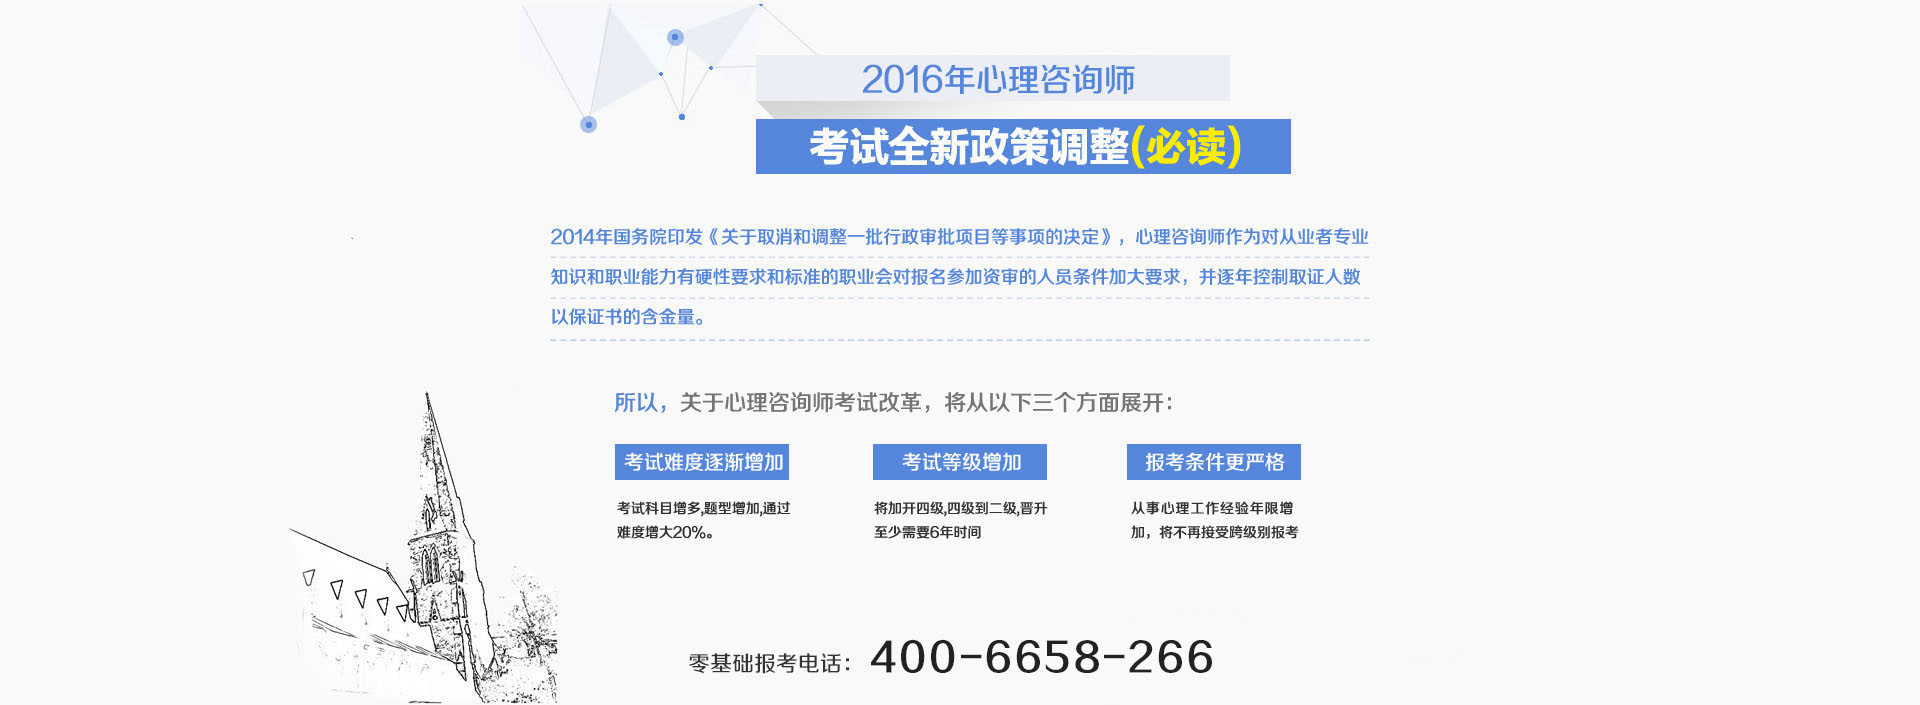 2016年心理咨询师
考试全新政策调整(必读)
2014年国务院印发《关于取消和调整一批行政审批项目等事项的决定》，心理咨询师作为对从业者专业
知识和职业能力有硬性要求和标准的职业会对报名参加资审的人员条件加大要求，并逐年控制取证人数
以保证书的含金量。
所以，关于心理咨询师考试改革，将从以下三个方面展开：
考试难度逐渐增加
考试科目增多,题型增加,通过
难度增大20%。
考试等级增加
将加开四级,四级到二级,晋升
至少需要6年时间
报考条件更严格
从事心理工作经验年限增
加，将不再接受跨级别报考
零基础报考电话：400-6658-266